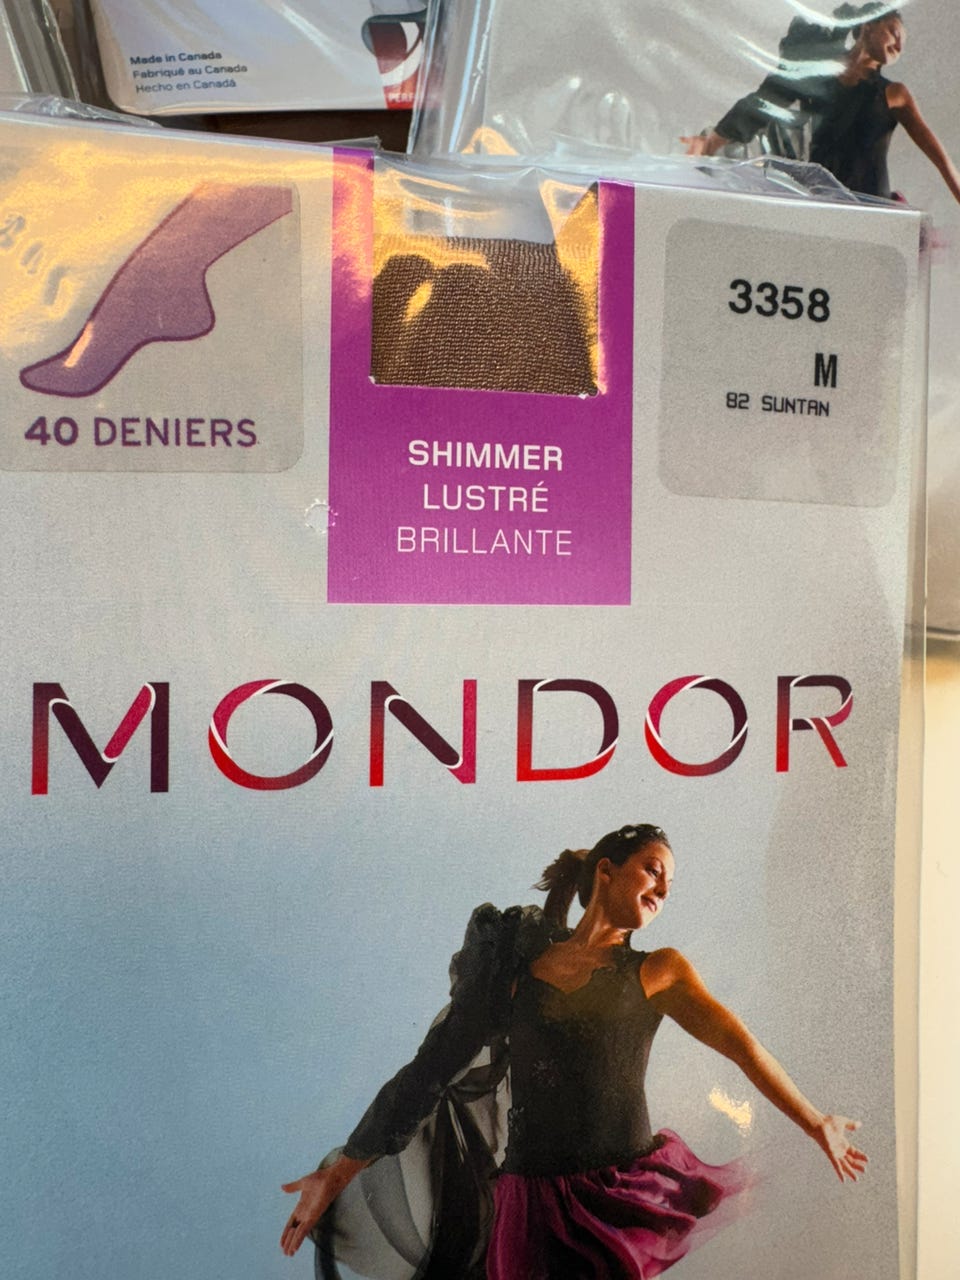 Made in Canada
Fabriqué au Canada
Hecho en Canadá
40 DENIERS
SHIMMER
LUSTRÉ
BRILLANTE
3358
M
82 SUNTAN
MONDOR